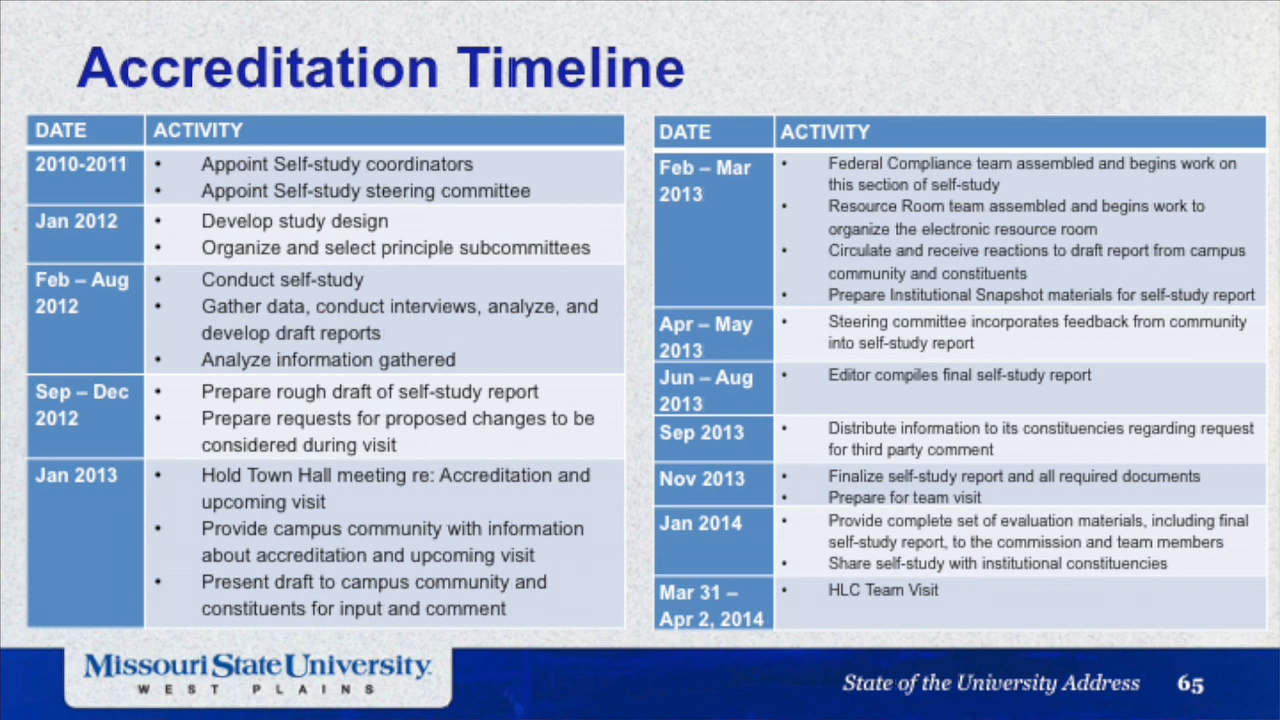 Accreditation Timeline
DATE ACTIVITY
2010-2011 • Appoint Self-study coordinators
• Appoint Self-study steering committee
Jan 2012 • Develop study design
• Organize and select principle subcommittees
Feb – Aug 2012 • Conduct self-study
• Gather data, conduct interviews, analyze, and
develop draft reports
• Analyze information gathered
Sep – Dec 2012 • Prepare rough draft of self-study report
• Prepare requests for proposed changes to be
considered during visit
Jan 2013 • Hold Town Hall meeting re: Accreditation and
upcoming visit
• Provide campus community with information
about accreditation and upcoming visit
• Present draft to campus community and
constituents for input and comment
DATE ACTIVITY
Feb – Mar 2013 • Federal Compliance team assembled and begins work on
this section of self-study
• Resource Room team assembled and begins work to
organize the electronic resource room
• Circulate and receive reactions to draft report from campus
community and constituents
• Prepare Institutional Snapshot materials for self-study report
Apr – May 2013 • Steering committee incorporates feedback from community
into self-study report
Jun – Aug 2013 • Editor compiles final self-study report
Sep 2013 • Distribute information to its constituencies regarding request
for third party comment
Nov 2013 • Finalize self-study report and all required documents
• Prepare for team visit
Jan 2014 • Provide complete set of evaluation materials, including final
self-study report, to the commission and team members
• Share self-study with institutional constituencies
Mar 31 – Apr 2, 2014 • HLC Team Visit
Missouri State University
WEST PLAINS
State of the University Address 65